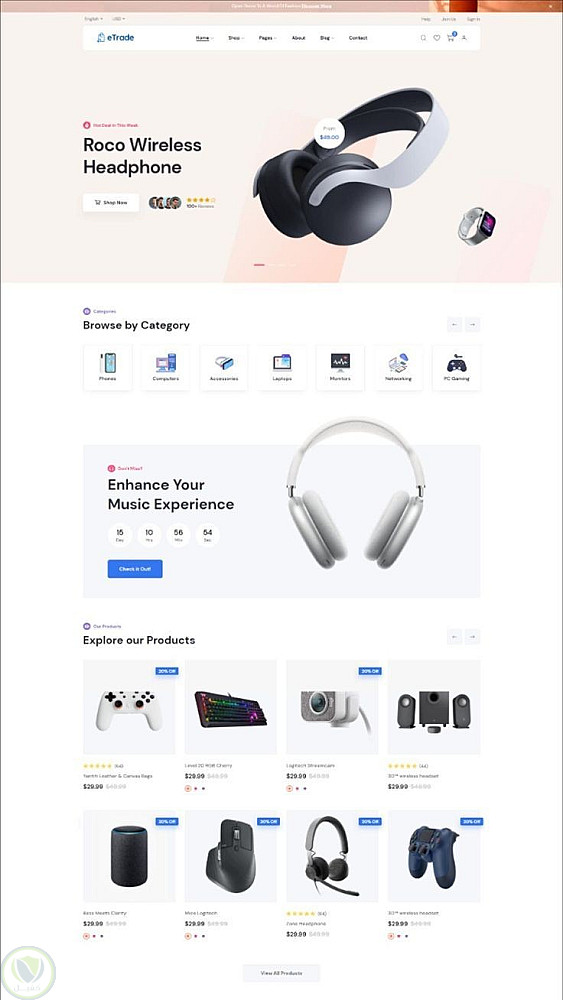 Open Doors To A World Of Fashion Discover More
English
USD
Help
Join Us
Sign In
eTrade
Home
Shop
Pages
About
Blog
Contact
Hot Deal In This Week
Roco Wireless
Headphone
From
$49.00
Shop Now
100+ Reviews
Categories
Browse by Category
Phones
Computers
Accessories
Laptops
Monitors
Networking
PC Gaming
Don't Miss!!
Enhance Your
Music Experience
15
Day
10
Hrs
56
Min
54
Sec
Check it Out!
Our Products
Explore our Products
20% Off
(64)
Yantiti Leather & Canvas Bags
$29.99 $49.99
Level 20 RGB Cherry
$29.99 $49.99
20% Off
Logitech Streamcam
$29.99 $49.99
(44)
3D™ wireless headset
$29.99 $49.99
20% Off
Bass Meets Clarity
$29.99 $49.99
20% Off
Mice Logitech
$29.99 $49.99
20% Off
(64)
Zone Headphone
$29.99 $49.99
20% Off
3D™ wireless headset
$29.99 $49.99
View All Products